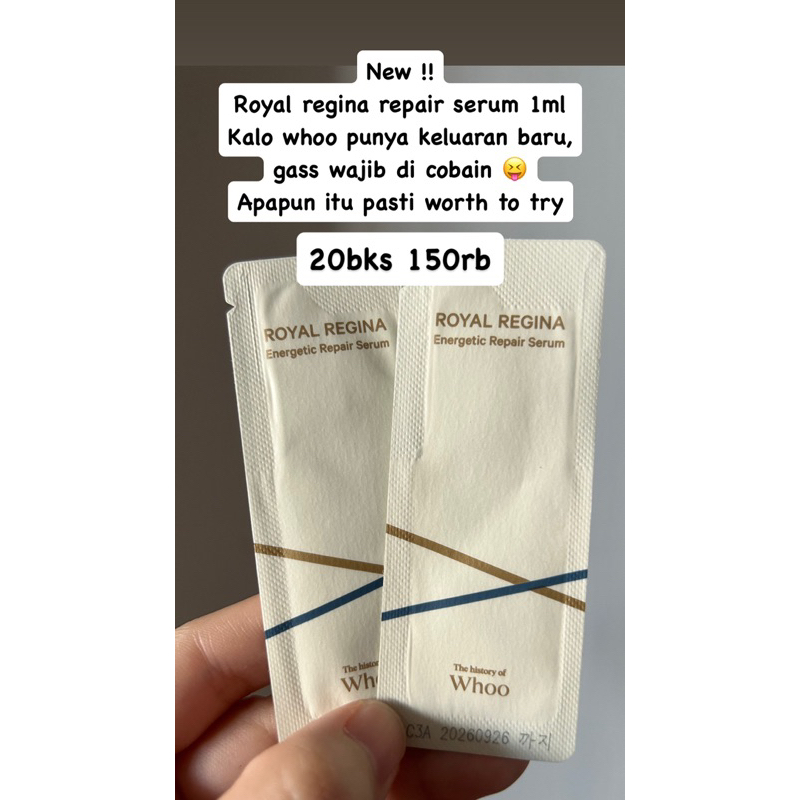 New !!
Royal regina repair serum 1ml
Kalo whoo punya keluaran baru,
gass wajib di cobain 😝
Apapun itu pasti worth to try
20bks 150rb
ROYAL REGINA
Energetic Repair Serum
The history of
Whoo
ROYAL REGINA
Energetic Repair Serum
The history of
Whoo
C3A 20260926 까지